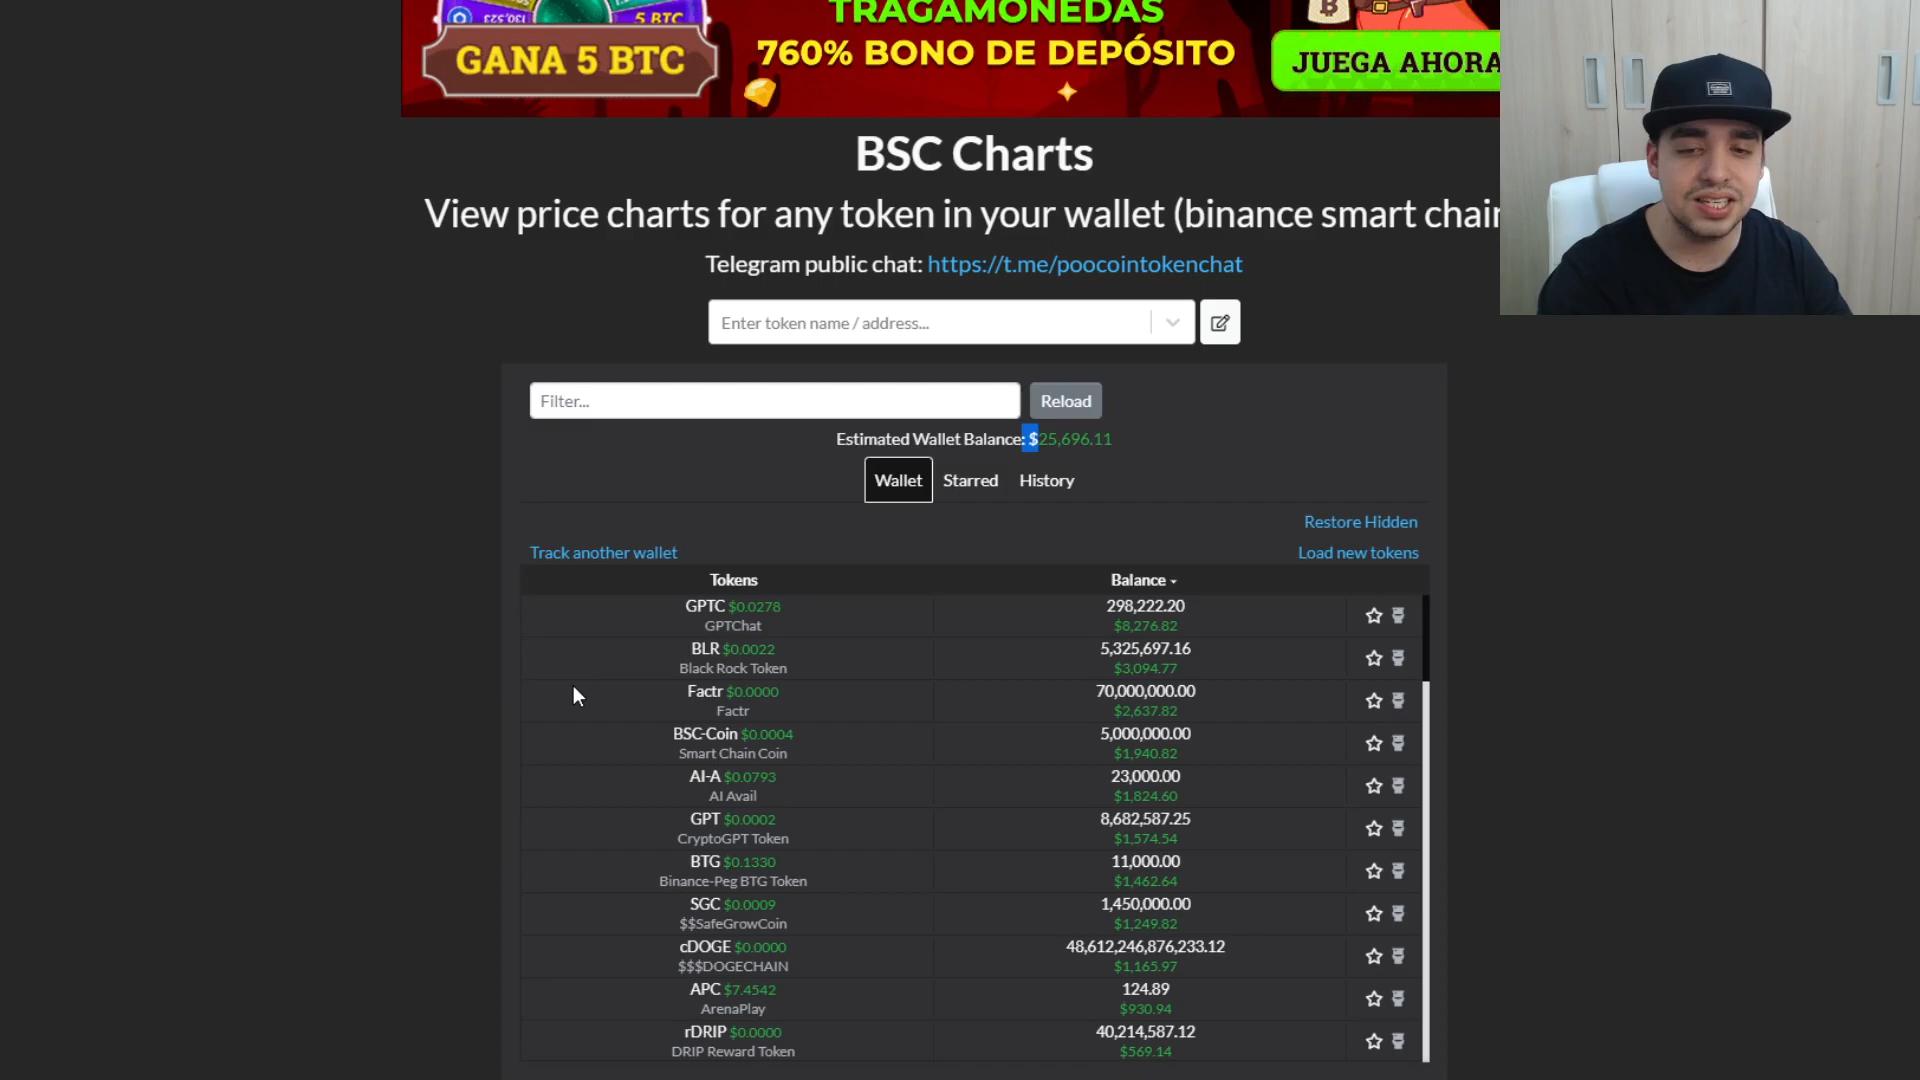 TRAGAMONEDAS
5 BTC
GANA 5 BTC
760% BONO DE DEPÓSITO
JUEGA AHORA
BSC Charts
View price charts for any token in your wallet (binance smart chain
Telegram public chat: https://t.me/poocointokenchat
Enter token name / address...
Filter...
Reload
Estimated Wallet Balance: $25,696.11
Wallet Starred History
Restore Hidden
Track another wallet Load new tokens
Tokens Balance
GPTC $0.0278 298,222.20
GPTChat $8,276.82
BLR $0.0022 5,325,697.16
Black Rock Token $3,094.77
Factr $0.0000 70,000,000.00
Factr $2,637.82
BSC-Coin $0.0004 5,000,000.00
Smart Chain Coin $1,940.82
AI-A $0.0793 23,000.00
AI Avail $1,824.60
GPT $0.0002 8,682,587.25
CryptoGPT Token $1,574.54
BTG $0.1330 11,000.00
Binance-Peg BTG Token $1,462.64
SGC $0.0009 1,450,000.00
$$SafeGrowCoin $1,249.82
cDOGE $0.0000 48,612,246,876,233.12
$$$DOGECHAIN $1,165.97
APC $7.4542 124.89
ArenaPlay $930.94
rDRIP $0.0000 40,214,587.12
DRIP Reward Token $569.14